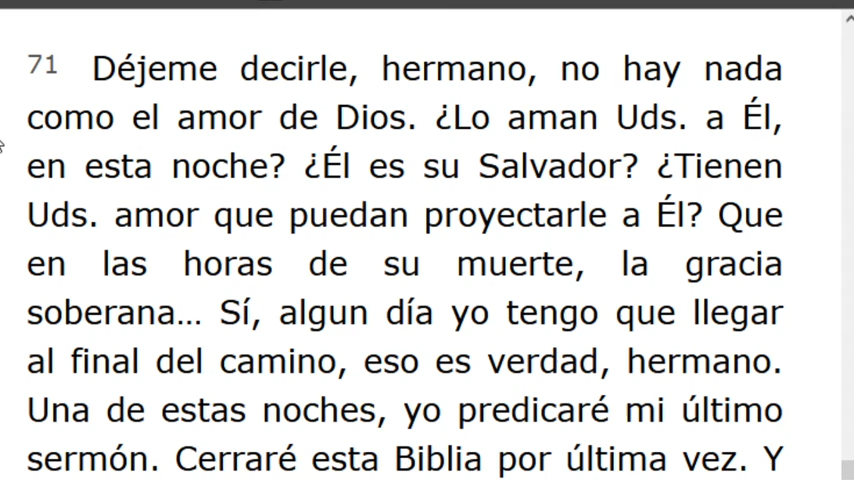 71 Déjeme decirle, hermano, no hay nada
como el amor de Dios. ¿Lo aman Uds. a Él,
en esta noche? ¿Él es su Salvador? ¿Tienen
Uds. amor que puedan proyectarle a Él? Que
en las horas de su muerte, la gracia
soberana... Sí, algun día yo tengo que llegar
al final del camino, eso es verdad, hermano.
Una de estas noches, yo predicaré mi último
sermón. Cerraré esta Biblia por última vez. Y